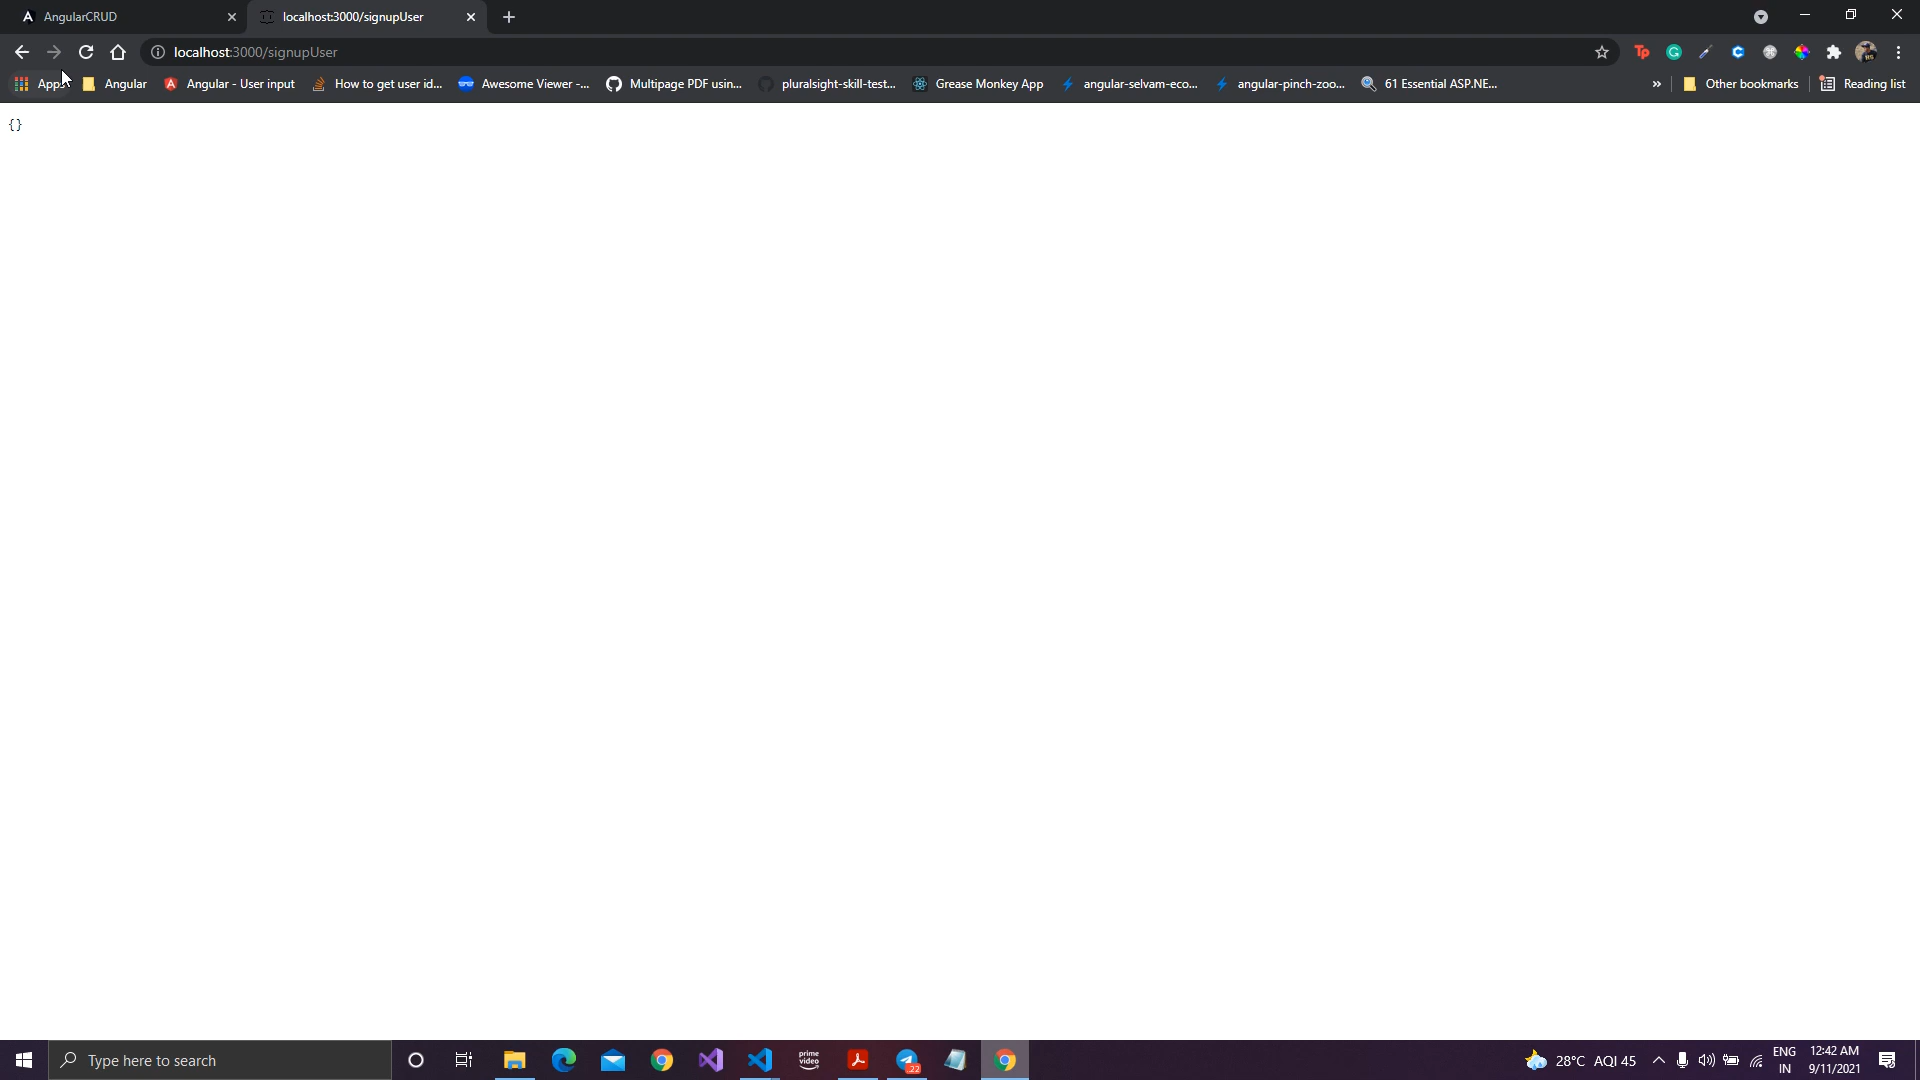 AngularCRUD
localhost:3000/signupUser
localhost:3000/signupUser
Apps
Angular
Angular - User input
How to get user id...
Awesome Viewer -...
Multipage PDF usin...
pluralsight-skill-test...
Grease Monkey App
angular-selvam-eco...
angular-pinch-zoo...
61 Essential ASP.NE...
»
Other bookmarks
Reading list
{}
Type here to search
prime video
22
28°C AQI 45
ENG
IN
12:42 AM
9/11/2021